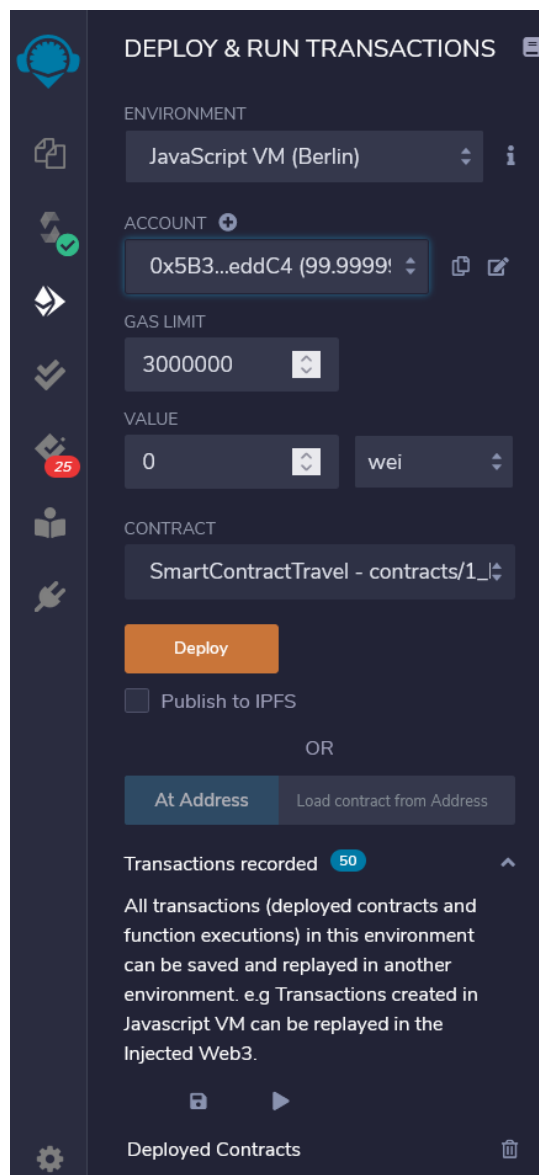 DEPLOY & RUN TRANSACTIONS
ENVIRONMENT
JavaScript VM (Berlin)
i
ACCOUNT
0x5B3...eddC4 (99.9999
GAS LIMIT
3000000
VALUE
0 wei
25
CONTRACT
SmartContractTravel - contracts/1_
Deploy
Publish to IPFS
OR
At Address Load contract from Address
Transactions recorded 50
All transactions (deployed contracts and
function executions) in this environment
can be saved and replayed in another
environment. e.g Transactions created in
Javascript VM can be replayed in the
Injected Web3.
Deployed Contracts